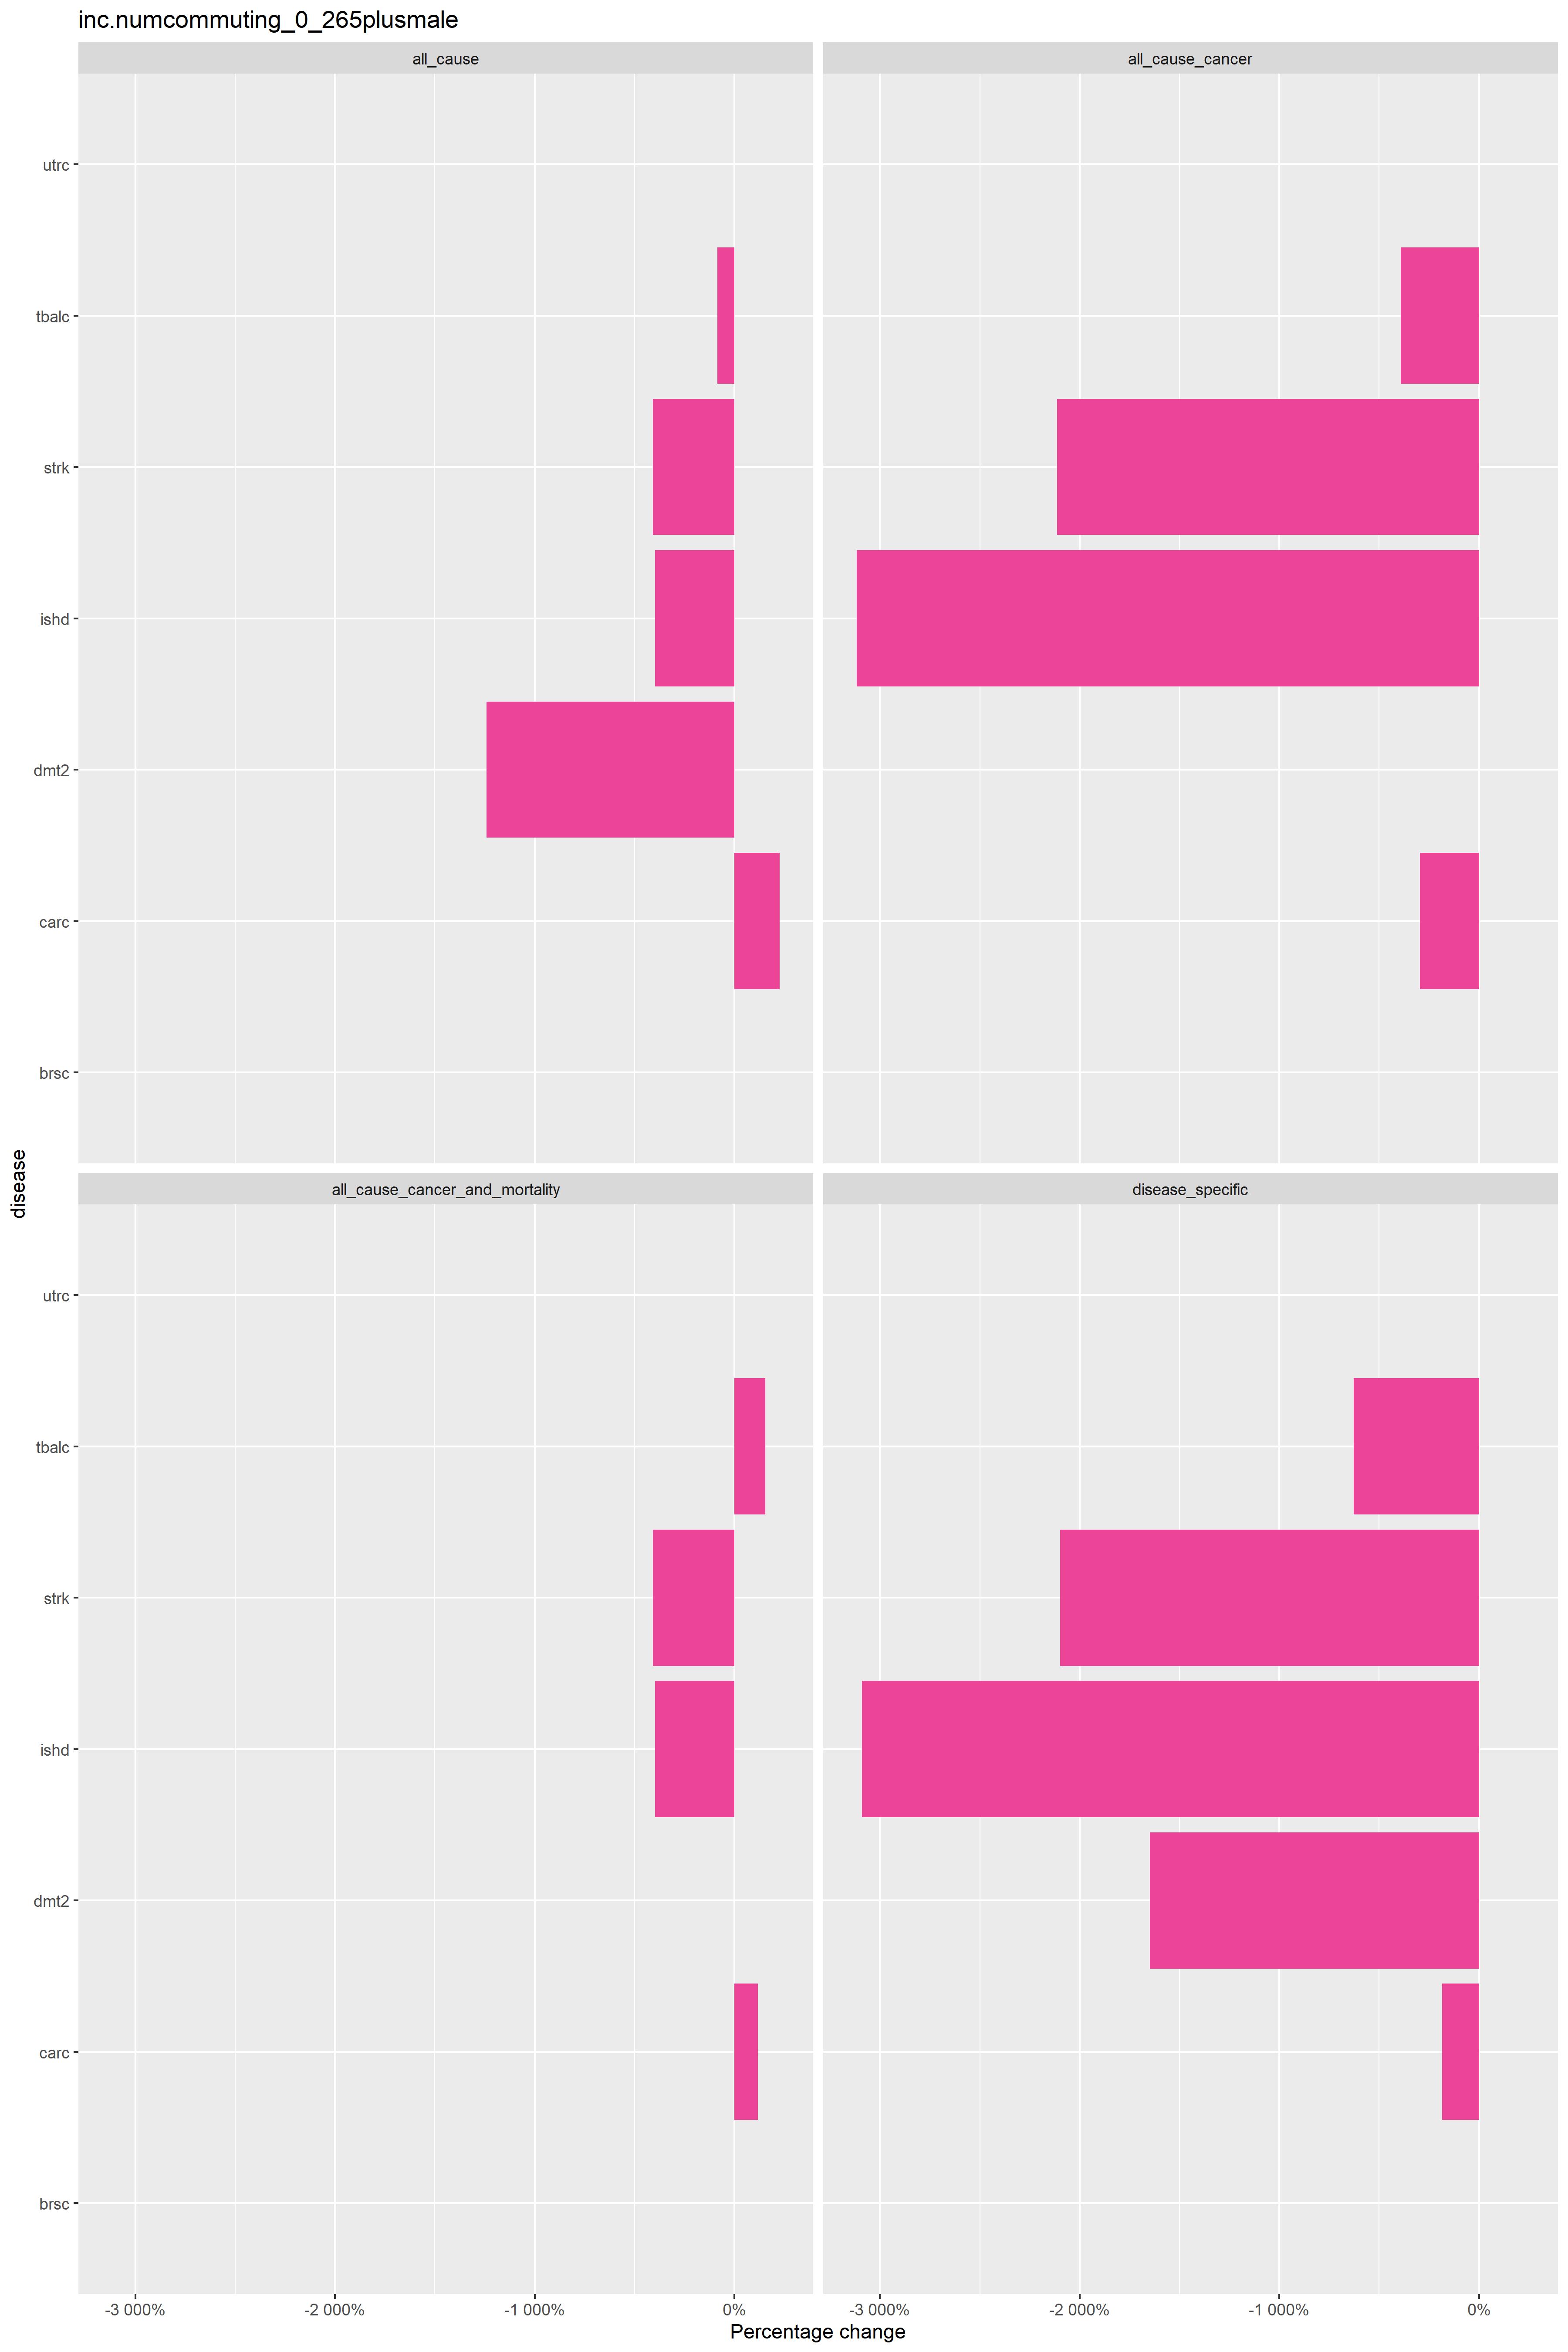 inc.numcommuting_0_265plusmale
all_cause
all_cause_cancer
utrc
tbalc
strk
ishd
dmt2
carc
brsc
disease
all_cause_cancer_and_mortality
disease_specific
utrc
tbalc
strk
ishd
dmt2
carc
brsc
-3 000%
-2 000%
-1 000%
0%
-3 000%
-2 000%
-1 000%
0%
Percentage change